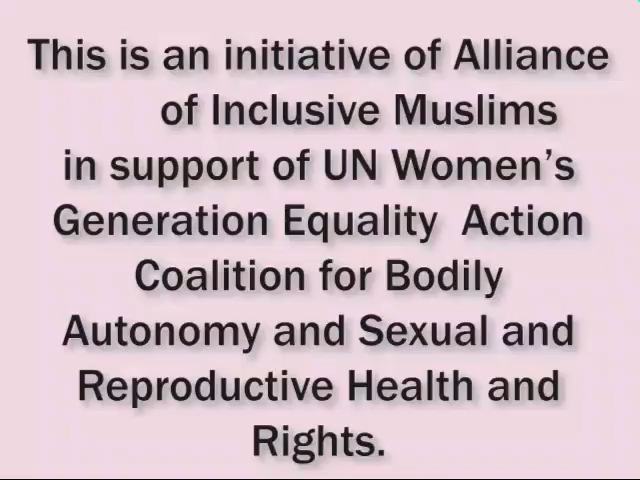 This is an initiative of Alliance
of Inclusive Muslims
in support of UN Women’s
Generation Equality Action
Coalition for Bodily
Autonomy and Sexual and
Reproductive Health and
Rights.